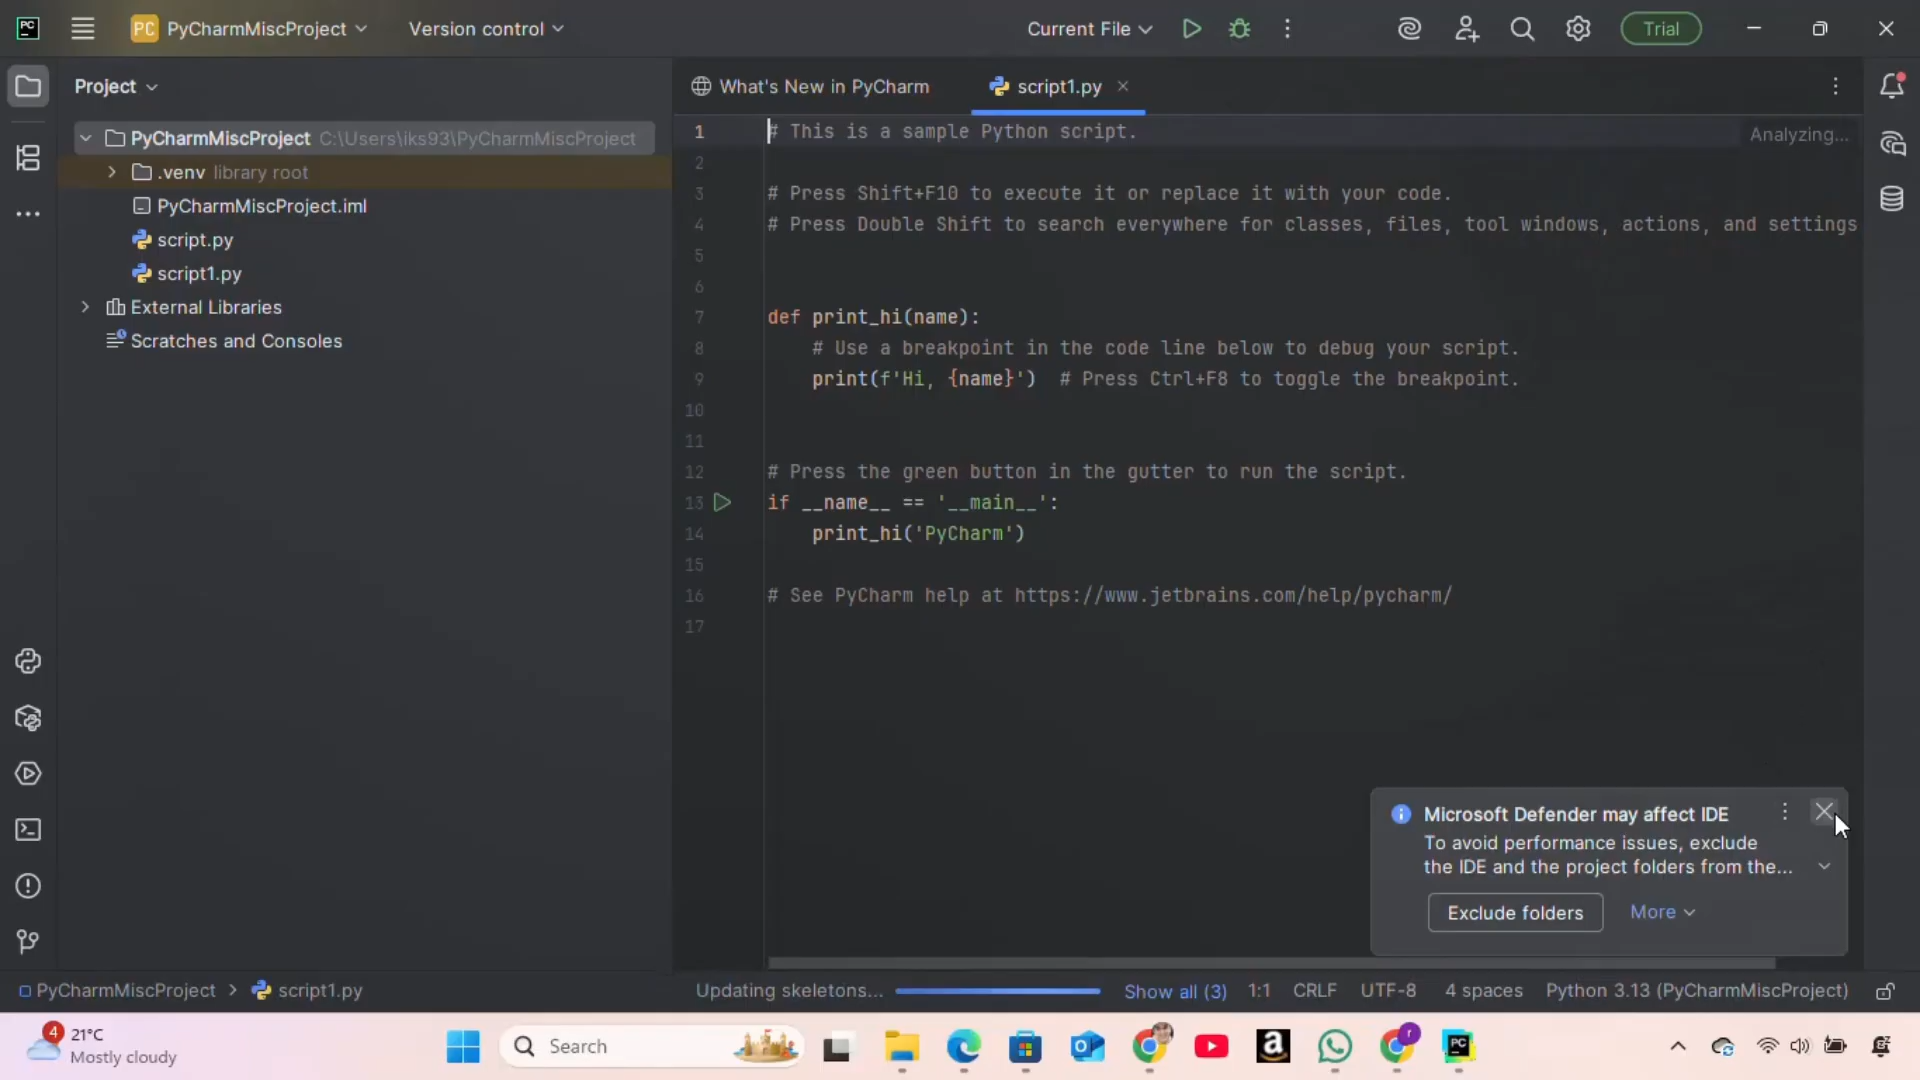 PC
PC PyCharmMiscProject
Version control
Current File
Trial
Project
What's New in PyCharm
script1.py
PyCharmMiscProject C:\Users\iks93\PyCharmMiscProject
.venv library root
PyCharmMiscProject.iml
script.py
script1.py
External Libraries
Scratches and Consoles
Analyzing...
1 # This is a sample Python script.
2
3 # Press Shift+F10 to execute it or replace it with your code.
4 # Press Double Shift to search everywhere for classes, files, tool windows, actions, and settings
5
6
7 def print_hi(name):
8 # Use a breakpoint in the code line below to debug your script.
9 print(f'Hi, {name}')  # Press Ctrl+F8 to toggle the breakpoint.
10
11
12 # Press the green button in the gutter to run the script.
13 if __name__ == '__main__':
14 print_hi('PyCharm')
15
16 # See PyCharm help at https://www.jetbrains.com/help/pycharm/
17
Microsoft Defender may affect IDE
To avoid performance issues, exclude
the IDE and the project folders from the...
Exclude folders
More
PyCharmMiscProject > script1.py
Updating skeletons...
Show all (3)
1:1
CRLF
UTF-8
4 spaces
Python 3.13 (PyCharmMiscProject)
4
21°C
Mostly cloudy
Search
a
r
PC